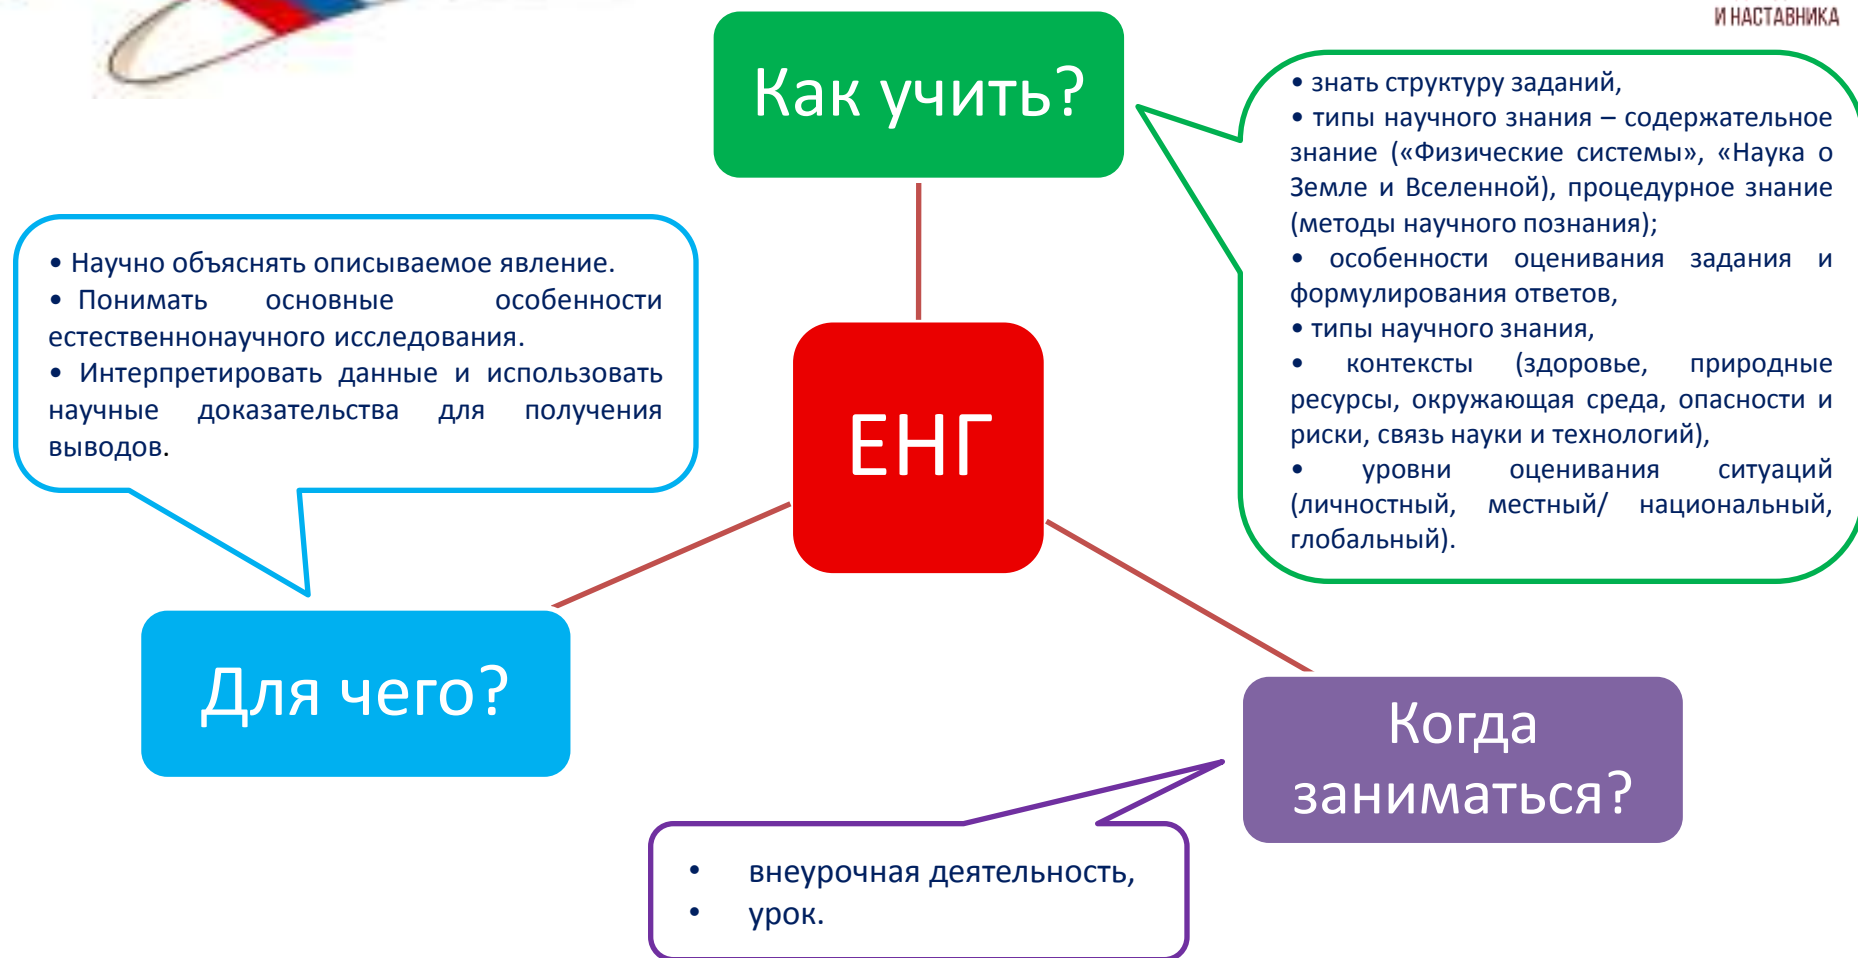 И НАСТАВНИКА
Как учить?
• знать структуру заданий,
• типы научного знания – содержательное
знание («Физические системы», «Наука о
Земле и Вселенной), процедурное знание
(методы научного познания);
• особенности оценивания задания и
формулирования ответов,
• типы научного знания,
• контексты (здоровье, природные
ресурсы, окружающая среда, опасности и
риски, связь науки и технологий),
• уровни оценивания ситуаций
(личностный, местный/ национальный,
глобальный).
• Научно объяснять описываемое явление.
• Понимать основные особенности
естественнонаучного исследования.
• Интерпретировать данные и использовать
научные доказательства для получения
выводов.
ЕНГ
Для чего?
Когда
заниматься?
• внеурочная деятельность,
• урок.